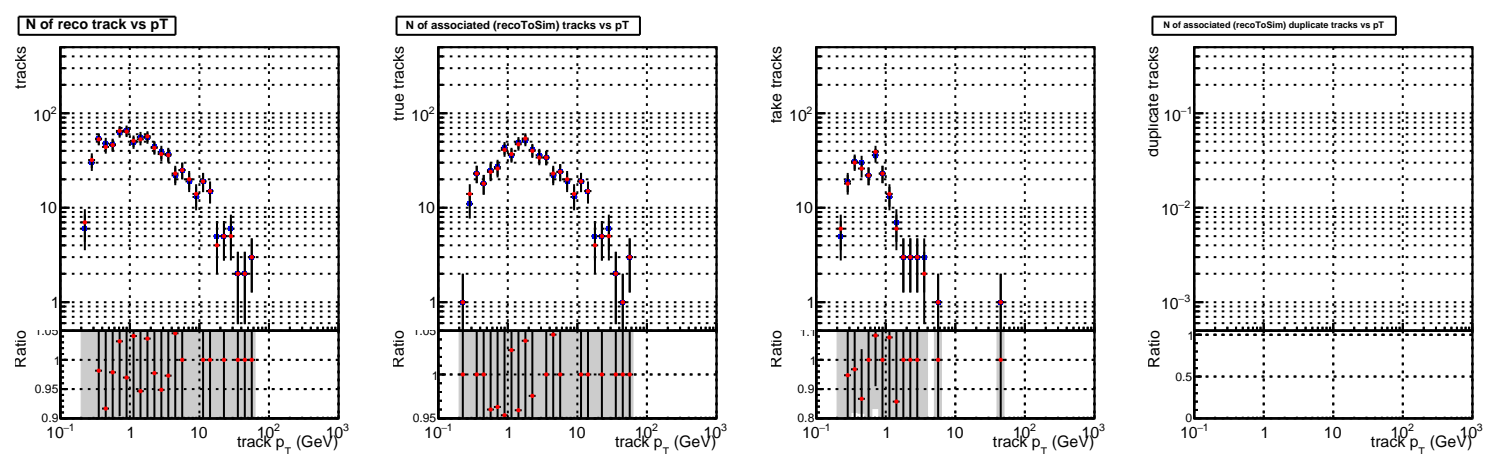 N of reco track vs pT
tracks
10²
10
1
Ratio
1.05
1
0.95
0.9
10⁻¹ 1 10 10² 10³
track p_T (GeV)
N of associated (recoToSim) tracks vs pT
true tracks
10²
10
1
Ratio
1.05
1
0.95
10⁻¹ 1 10 10² 10³
track p_T (GeV)
fake tracks
10²
10
1
Ratio
1.1
1
0.9
0.8
10⁻¹ 1 10 10² 10³
track p_T (GeV)
N of associated (recoToSim) duplicate tracks vs pT
duplicate tracks
10⁻¹
10⁻²
10⁻³
Ratio
1
0.5
0
10⁻¹ 1 10 10² 10³
track p_T (GeV)